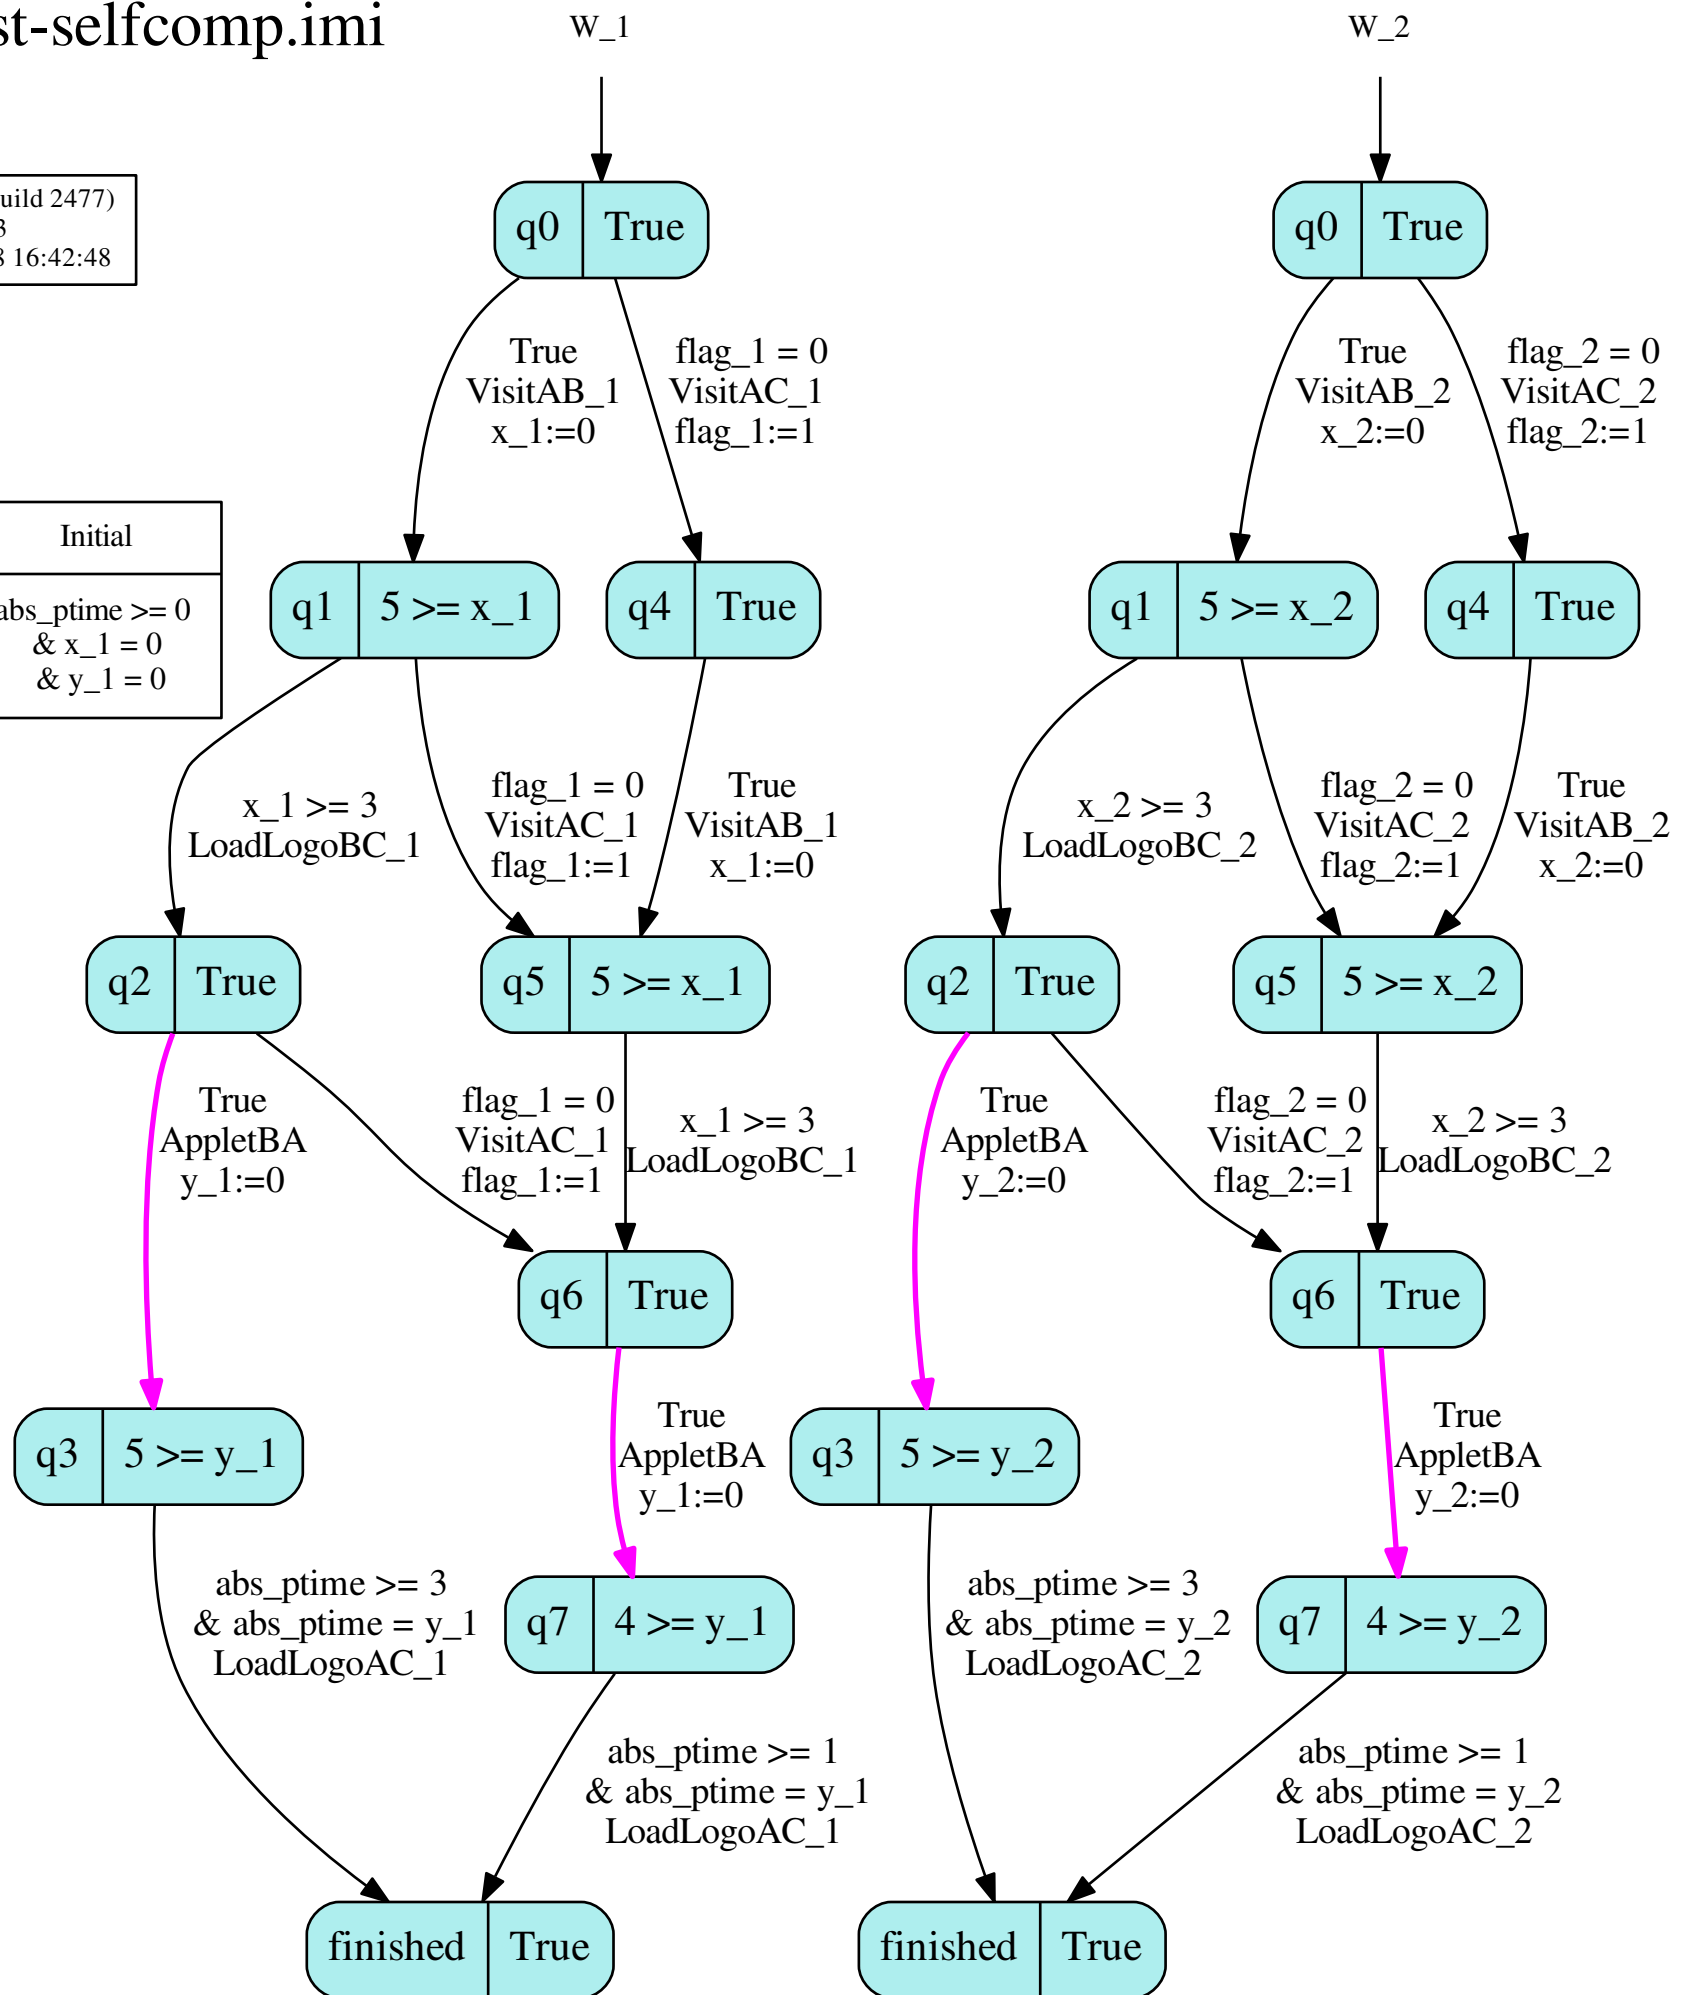 st-selfcomp.imi
W_1
W_2
uild 2477)
3
8 16:42:48
q0 True
q0 True
True
VisitAB_1
x_1:=0
flag_1 = 0
VisitAC_1
flag_1:=1
True
VisitAB_2
x_2:=0
flag_2 = 0
VisitAC_2
flag_2:=1
Initial
abs_ptime >= 0
& x_1 = 0
& y_1 = 0
q1 5 >= x_1
q4 True
q1 5 >= x_2
q4 True
x_1 >= 3
LoadLogoBC_1
flag_1 = 0
VisitAC_1
flag_1:=1
True
VisitAB_1
x_1:=0
x_2 >= 3
LoadLogoBC_2
flag_2 = 0
VisitAC_2
flag_2:=1
True
VisitAB_2
x_2:=0
q2 True
q5 5 >= x_1
q2 True
q5 5 >= x_2
True
AppletBA
y_1:=0
flag_1 = 0
VisitAC_1
flag_1:=1
x_1 >= 3
LoadLogoBC_1
True
AppletBA
y_2:=0
flag_2 = 0
VisitAC_2
flag_2:=1
x_2 >= 3
LoadLogoBC_2
q6 True
q6 True
q3 5 >= y_1
True
AppletBA
y_1:=0
q3 5 >= y_2
True
AppletBA
y_2:=0
abs_ptime >= 3
& abs_ptime = y_1
LoadLogoAC_1
q7 4 >= y_1
abs_ptime >= 3
& abs_ptime = y_2
LoadLogoAC_2
q7 4 >= y_2
abs_ptime >= 1
& abs_ptime = y_1
LoadLogoAC_1
abs_ptime >= 1
& abs_ptime = y_2
LoadLogoAC_2
finished True
finished True